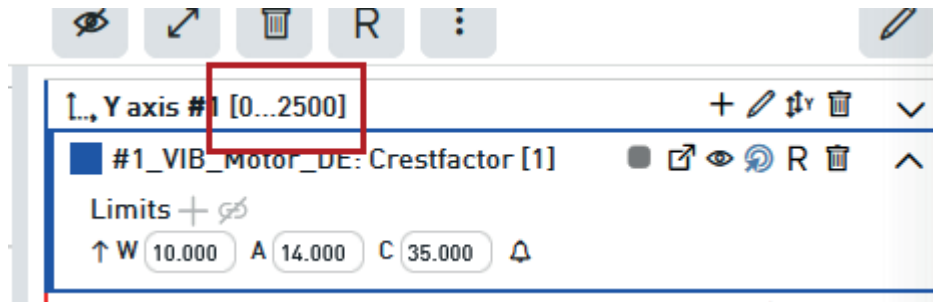 R
Y axis #1 [0...2500]
#1_VIB_Motor_DE: Crestfactor [1] R
Limits
W 10.000 A 14.000 C 35.000